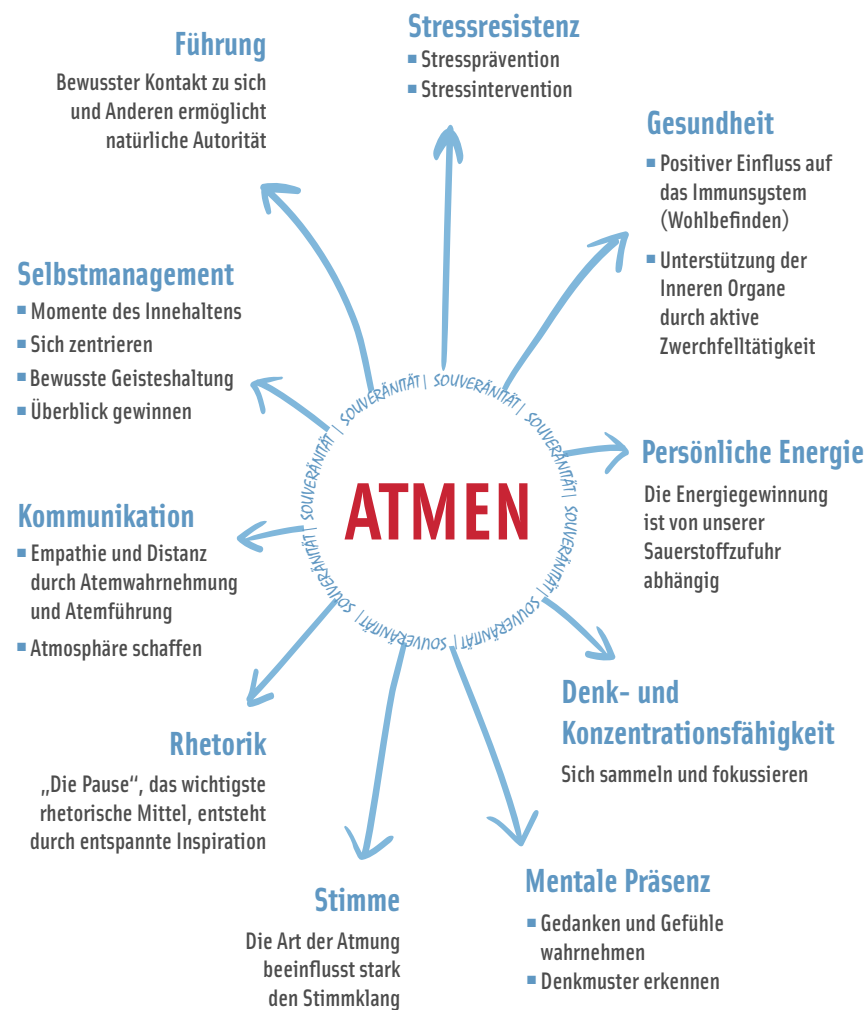 Führung
Bewusster Kontakt zu sich
und Anderen ermöglicht
natürliche Autorität
Stressresistenz
▪ Stressprävention
▪ Stressintervention
Gesundheit
▪ Positiver Einfluss auf
das Immunsystem
(Wohlbefinden)
▪ Unterstützung der
Inneren Organe
durch aktive
Zwerchfelltätigkeit
Selbstmanagement
▪ Momente des Innehaltens
▪ Sich zentrieren
▪ Bewusste Geisteshaltung
▪ Überblick gewinnen
SOUVERÄNITÄT | SOUVERÄNITÄT | SOUVERÄNITÄT | SOUVERÄNITÄT | SOUVERÄNITÄT | SOUVERÄNITÄT | SOUVERÄNITÄT | SOUVERÄNITÄT |
ATMEN
Persönliche Energie
Die Energiegewinnung
ist von unserer
Sauerstoffzufuhr
abhängig
Kommunikation
▪ Empathie und Distanz
durch Atemwahrnehmung
und Atemführung
▪ Atmosphäre schaffen
Denk- und
Konzentrationsfähigkeit
Sich sammeln und fokussieren
Rhetorik
„Die Pause“, das wichtigste
rhetorische Mittel, entsteht
durch entspannte Inspiration
Stimme
Die Art der Atmung
beeinflusst stark
den Stimmklang
Mentale Präsenz
▪ Gedanken und Gefühle
wahrnehmen
▪ Denkmuster erkennen